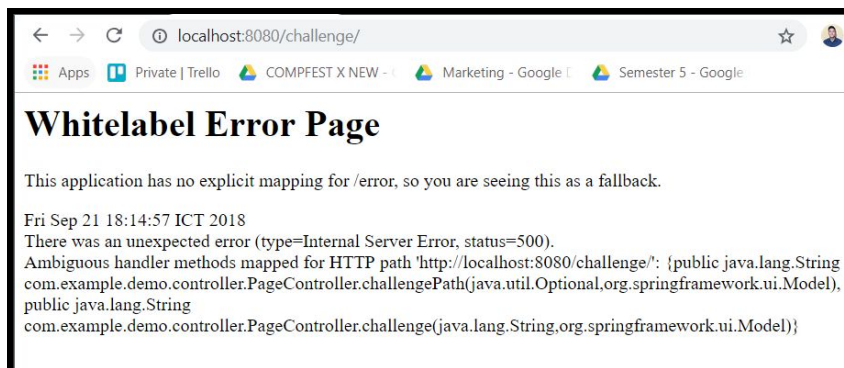 localhost:8080/challenge/
Apps Private | Trello COMPFEST X NEW - Marketing - Google Semester 5 - Google
Whitelabel Error Page
This application has no explicit mapping for /error, so you are seeing this as a fallback.
Fri Sep 21 18:14:57 ICT 2018
There was an unexpected error (type=Internal Server Error, status=500).
Ambiguous handler methods mapped for HTTP path 'http://localhost:8080/challenge/': {public java.lang.String
com.example.demo.controller.PageController.challengePath(java.util.Optional,org.springframework.ui.Model),
public java.lang.String
com.example.demo.controller.PageController.challenge(java.lang.String,org.springframework.ui.Model)}